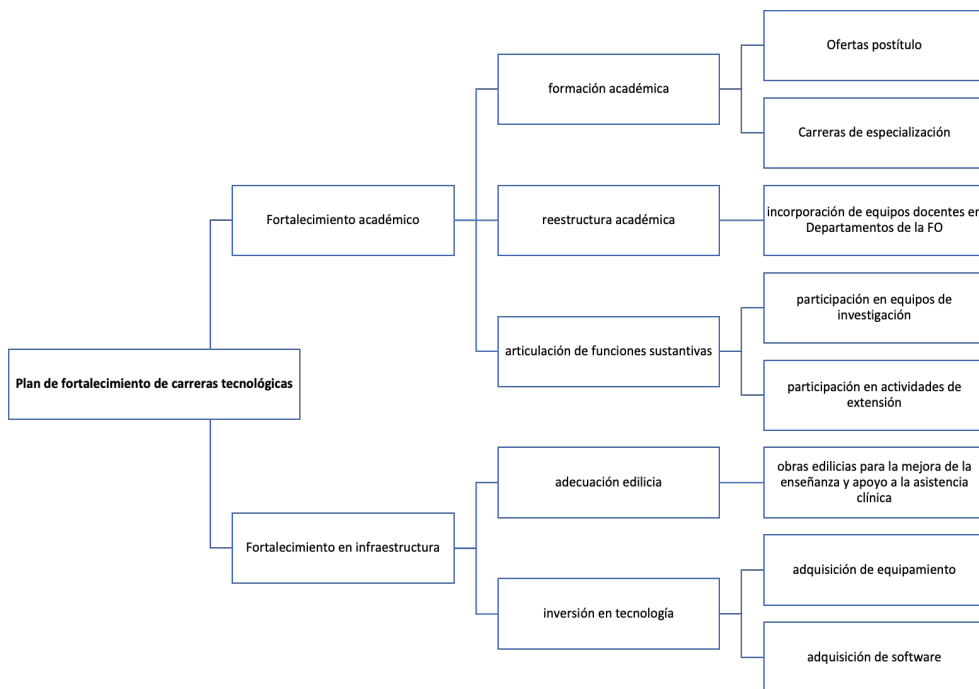 Plan de fortalecimiento de carreras tecnológicas
Fortalecimiento académico
formación académica
Ofertas postítulo
Carreras de especialización
reestructura académica
incorporación de equipos docentes en
Departamentos de la FO
articulación de funciones sustantivas
participación en equipos de
investigación
participación en actividades de
extensión
Fortalecimiento en infraestructura
adecuación edilicia
obras edilicias para la mejora de la
enseñanza y apoyo a la asistencia
clínica
inversión en tecnología
adquisición de equipamiento
adquisición de software